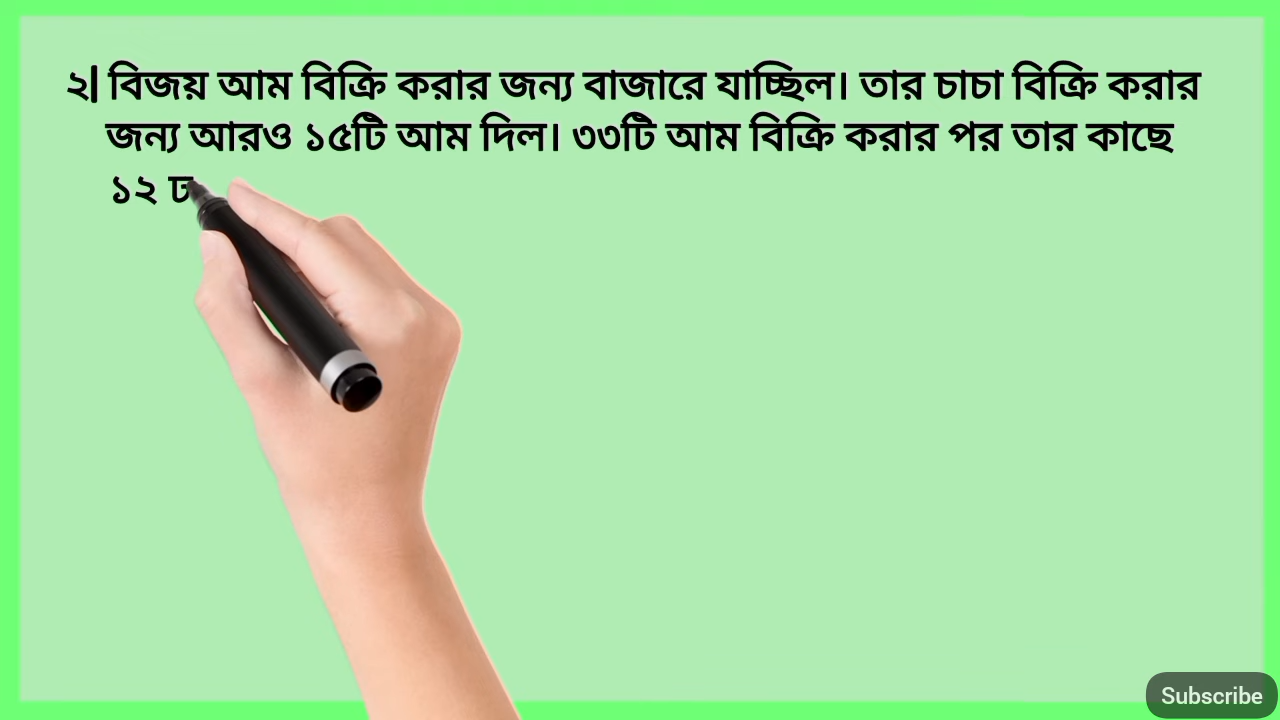 ২| বিজয় আম বিক্রি করার জন্য বাজারে যাচ্ছিল। তার চাচা বিক্রি করার
জন্য আরও ১৫টি আম দিল। ৩৩টি আম বিক্রি করার পর তার কাছে
১২
Subscribe